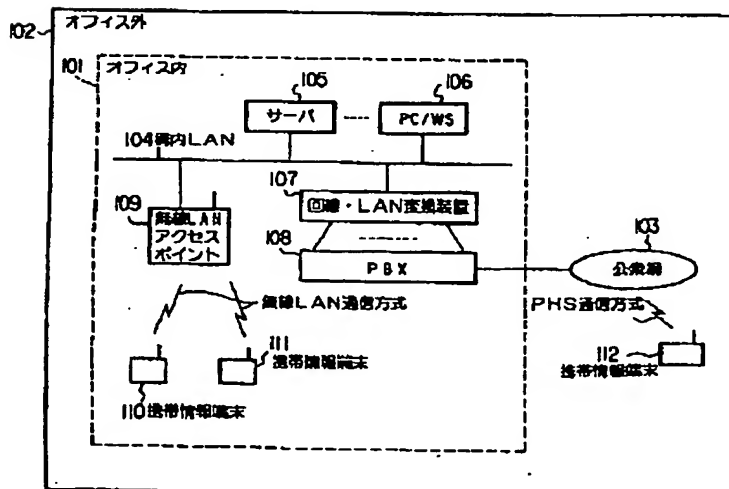 102
オフィス外
101
オフィス内
105
サーバ
106
PC/WS
104構内LAN
107
回線・LAN変換装置
109
無線LAN
アクセス
ポイント
108
PBX
103
公衆網
無線LAN通信方式
PHS通信方式
111
携帯情報端末
110携帯情報端末
112
携帯情報端末